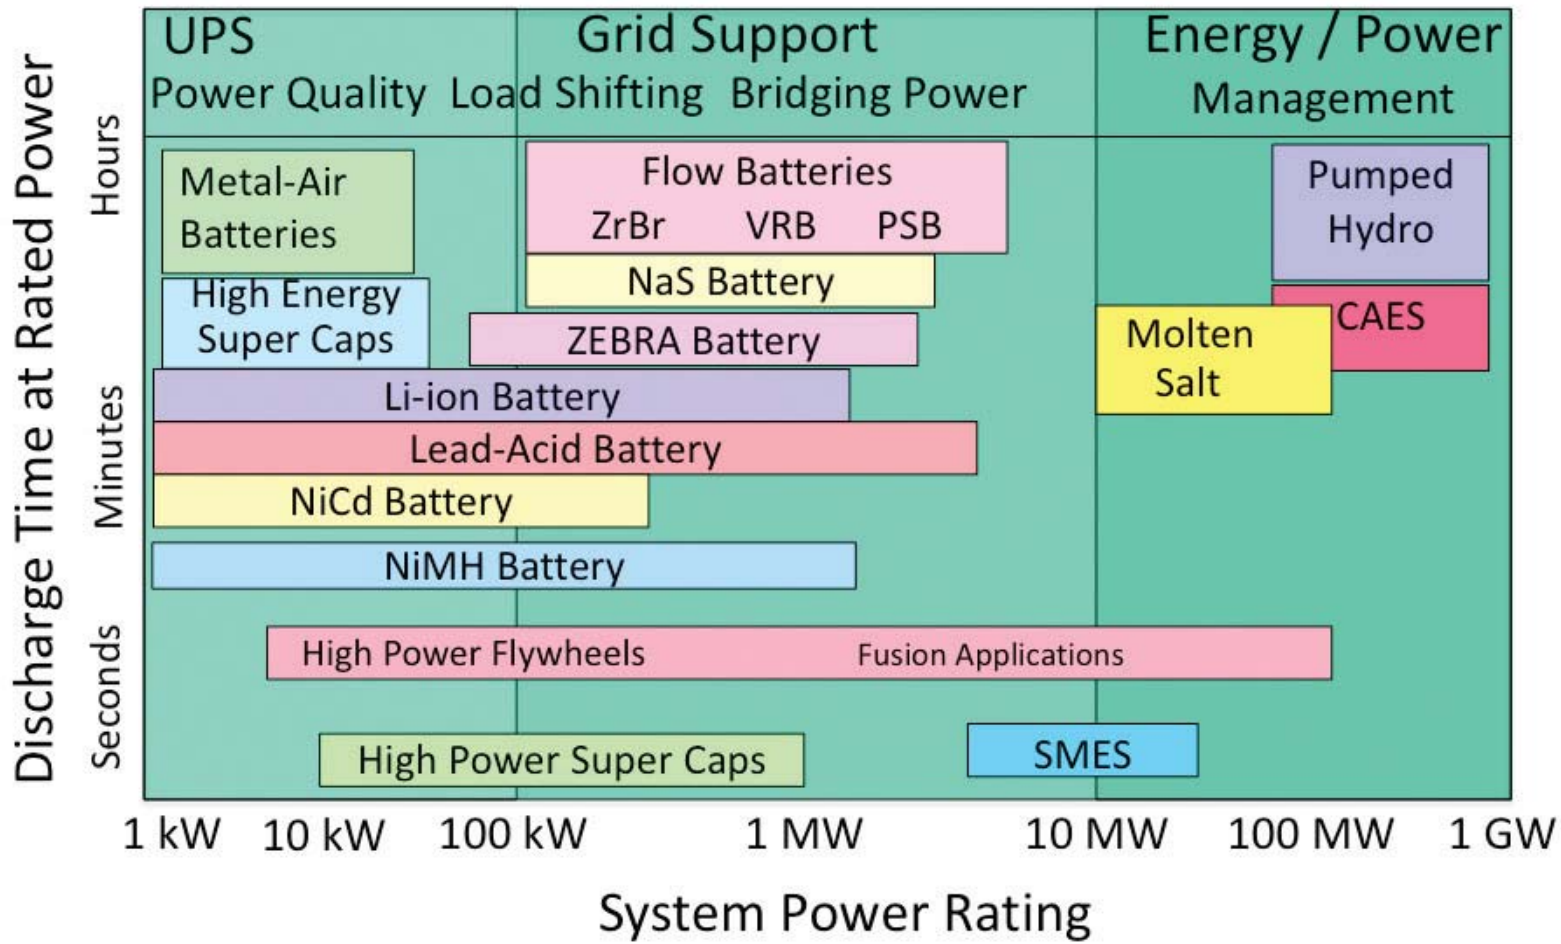 UPS
Grid Support
Energy / Power
Power Quality
Load Shifting
Bridging Power
Management
Discharge Time at Rated Power
Hours
Minutes
Seconds
Metal-Air
Batteries
Flow Batteries
ZrBr VRB PSB
Pumped
Hydro
High Energy
Super Caps
NaS Battery
ZEBRA Battery
CAES
Molten
Salt
Li-ion Battery
Lead-Acid Battery
NiCd Battery
NiMH Battery
High Power Flywheels
Fusion Applications
High Power Super Caps
SMES
1 kW 10 kW 100 kW 1 MW 10 MW 100 MW 1 GW
System Power Rating